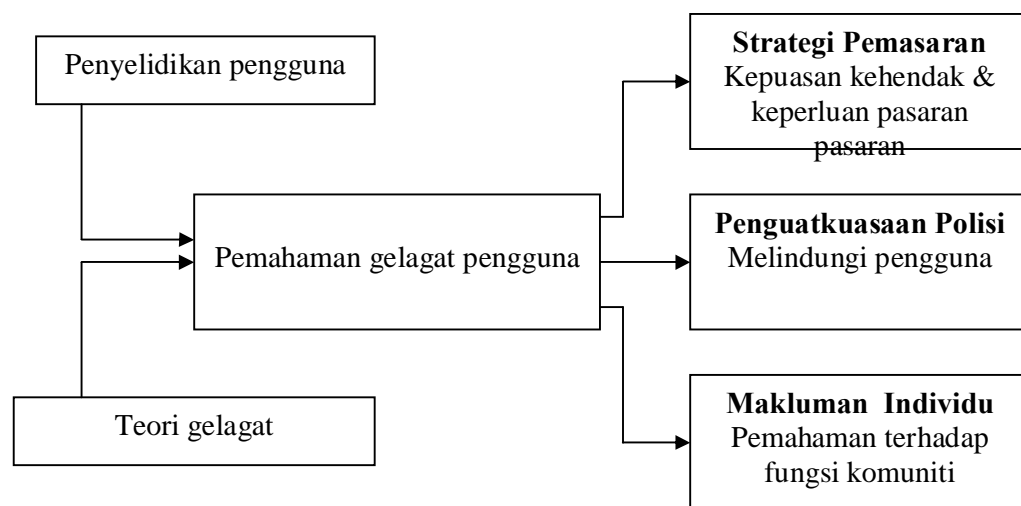 Penyelidikan pengguna
Teori gelagat
Pemahaman gelagat pengguna
Strategi Pemasaran
Kepuasan kehendak &
keperluan pasaran
pasaran
Penguatkuasaan Polisi
Melindungi pengguna
Makluman Individu
Pemahaman terhadap
fungsi komuniti